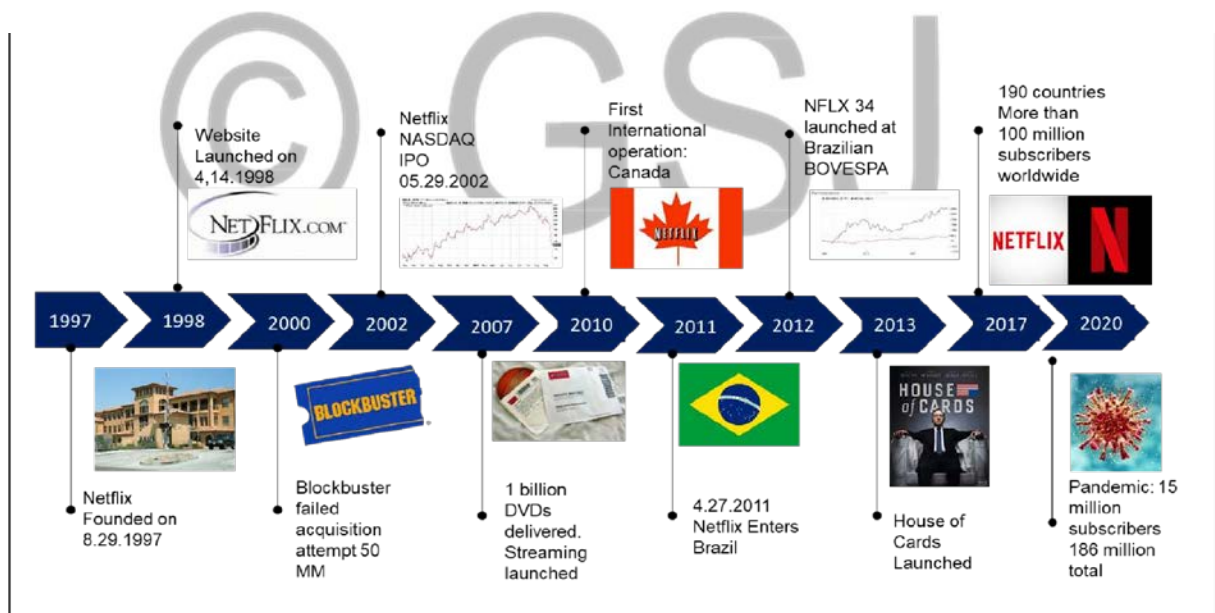 © GSJ
Website
Launched on
4,14.1998
NETFLIX.COM
Netflix
NASDAQ
IPO
05.29.2002
First
International
operation:
Canada
NETFLIX
NFLX 34
launched at
Brazilian
BOVESPA
190 countries
More than
100 million
subscribers
worldwide
NETFLIX
N
1997
1998
2000
2002
2007
2010
2011
2012
2013
2017
2020
Netflix
Founded on
8.29.1997
BLOCKBUSTER
Blockbuster
failed
acquisition
attempt 50
MM
1 billion
DVDs
delivered.
Streaming
launched
4.27.2011
Netflix Enters
Brazil
HOUSE
of CARDS
House of
Cards
Launched
Pandemic: 15
million
subscribers
186 million
total